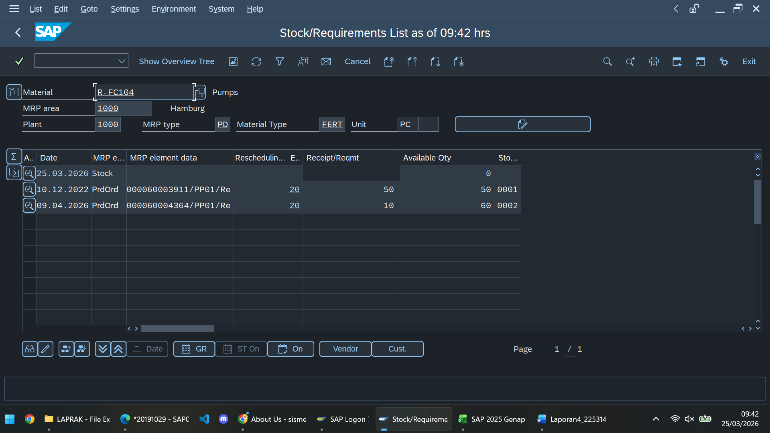 List Edit Goto Settings Environment System Help
SAP Stock/Requirements List as of 09:42 hrs
Show Overview Tree Cancel Exit
Material R-FC104 Pumps
MRP area 1000 Hamburg
Plant 1000 MRP type PD Material Type FERT Unit PC
A.. Date MRP e... MRP element data Reschedulin... E.. Receipt/Reqmt Available Qty Sto...
25.03.2026 Stock 0
10.12.2022 PrdOrd 000060003911/PP01/Re 20 50 50 0001
09.04.2026 PrdOrd 000060004364/PP01/Re 20 10 60 0002
Date GR ST On On Vendor Cust. Page 1 / 1
LAPRAK - File Ex *20191029 - SAPC About Us - sisme SAP Logon Stock/Requireme SAP 2025 Genap Laporan4_225314 09:42
25/03/2026